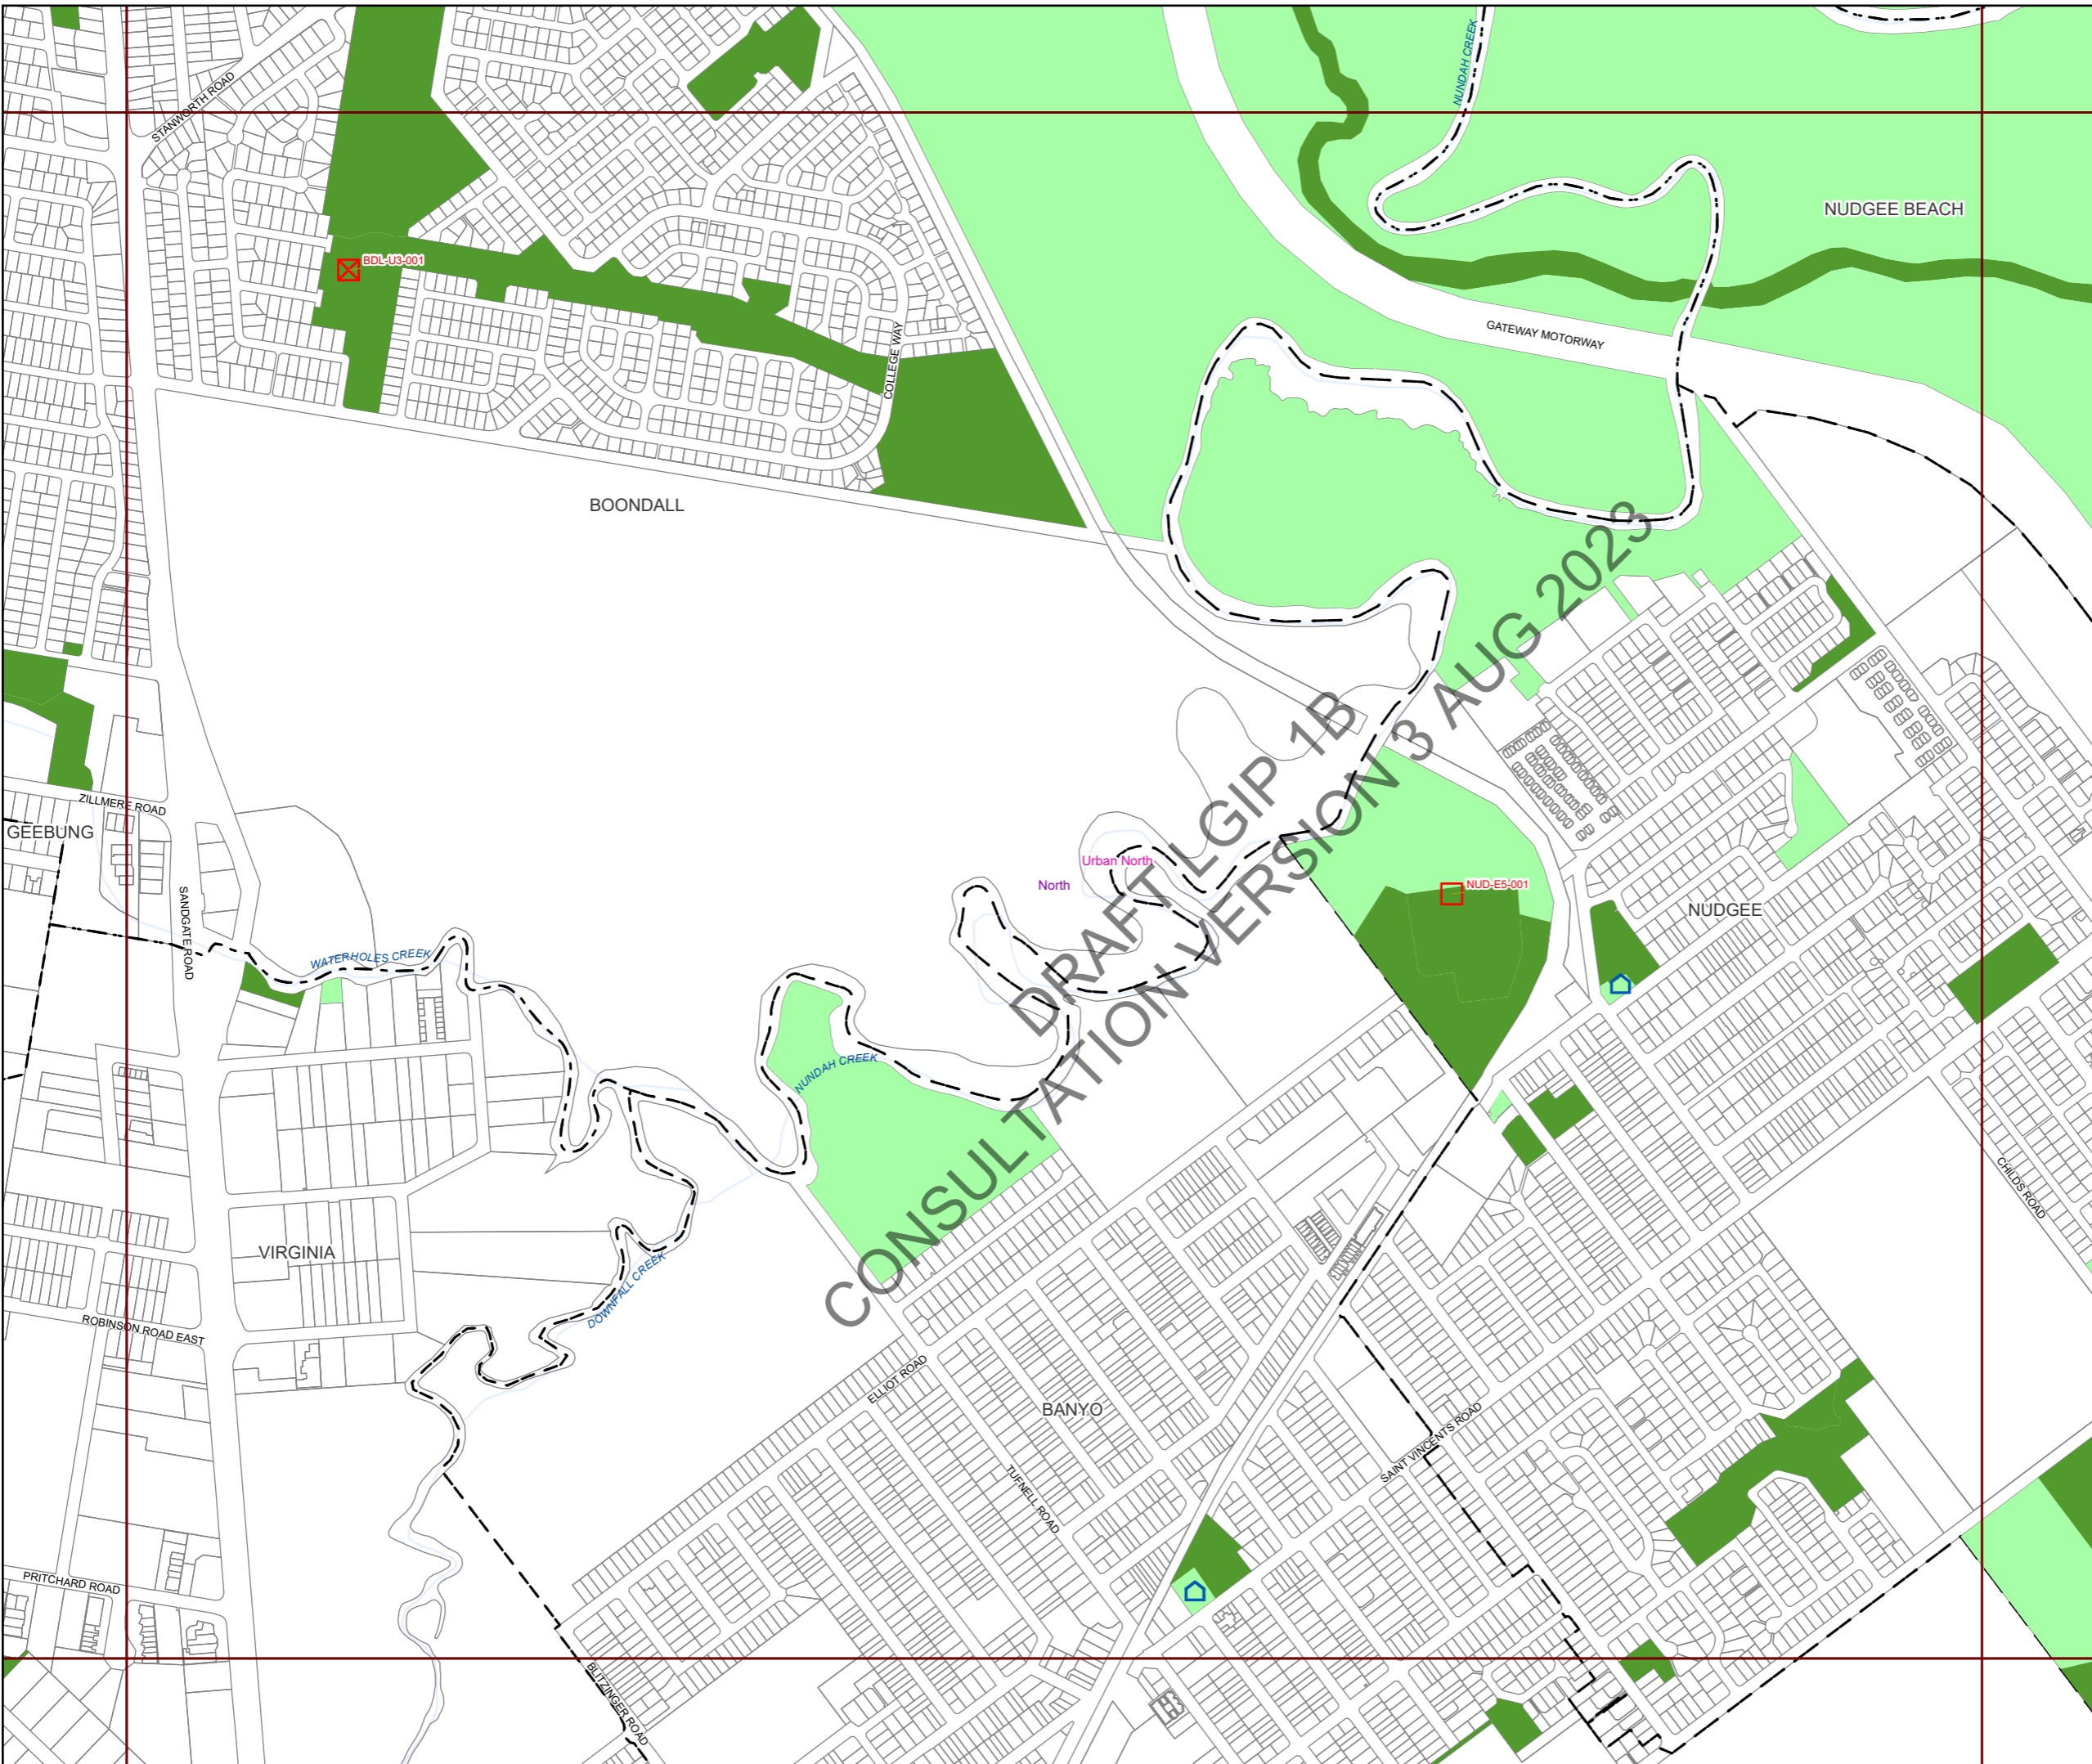 NUNDAH CREEK
STANWORTH ROAD
NUDGEE BEACH
BDL-U3-001
GATEWAY MOTORWAY
COLLEGE WAY
BOONDALL
DRAFT LGIP 1B
CONSULTATION VERSION 3 AUG 2023
ZILLMERE ROAD
GEEBUNG
Urban North
North
NUD-E5-001
NUDGEE
SANDGATE ROAD
WATERHOLES CREEK
NUNDAH CREEK
CHILDS ROAD
VIRGINIA
DOWNFALL CREEK
ROBINSON ROAD EAST
ELLIOT ROAD
BANYO
SAINT VINCENTS ROAD
TUFNELL ROAD
PRITCHARD ROAD
BLITZINGER ROAD